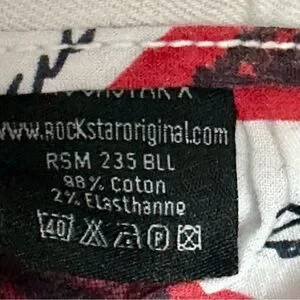 www.ROCKstaroriginal.com
RSM 235 BLL
98% Coton
2% Elasthanne
40 A P